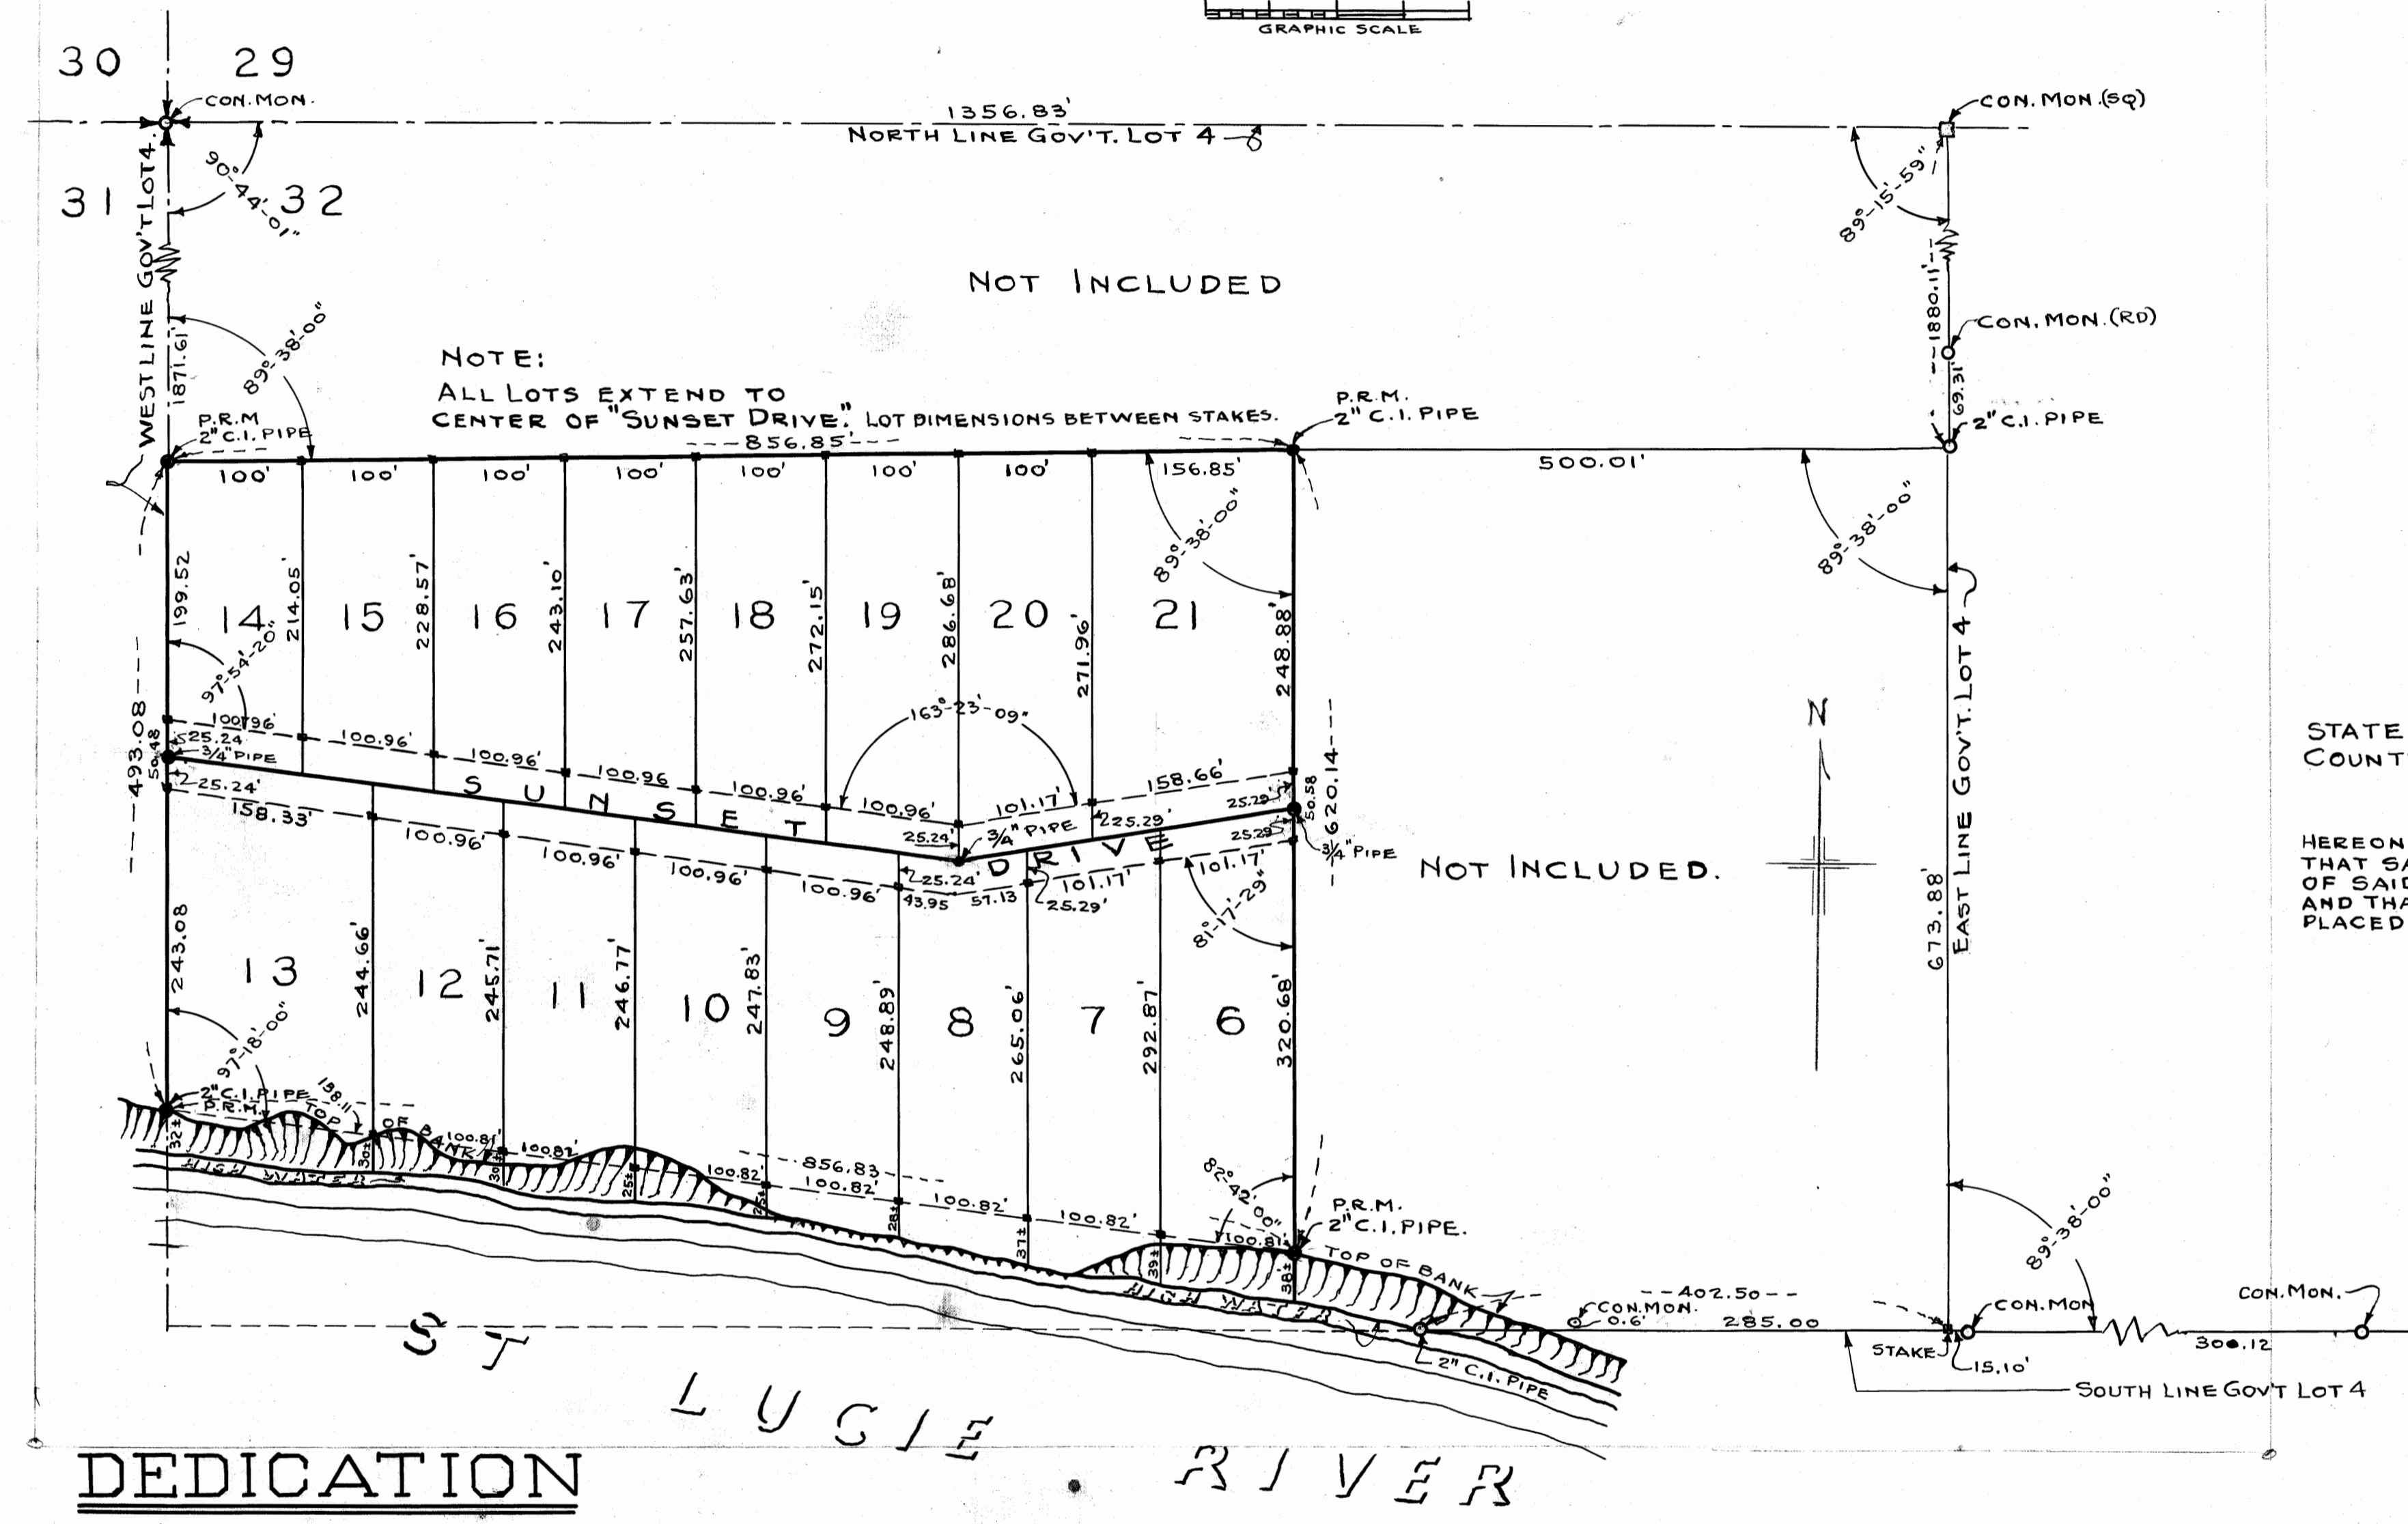 GRAPHIC SCALE
30
29
CON. MON.
1356.83'
NORTH LINE GOV'T. LOT 4
CON. MON. (SQ)
31
32
90°-44'-01"
89°-15'-59"
WEST LINE GOV'T LOT 4.
1871.61'
89°-38'-00"
NOT INCLUDED
--1880.11'--
CON. MON. (RD)
69.31'
2" C.I. PIPE
NOTE:
ALL LOTS EXTEND TO
CENTER OF "SUNSET DRIVE". LOT DIMENSIONS BETWEEN STAKES.
P.R.M.
2" C.I. PIPE
P.R.M
2" C.I. PIPE
---856.85'---
100'
100'
100'
100'
100'
100'
100'
156.85'
500.01'
89°-38'-00"
89°-38'-00"
199.52
14
214.05'
15
228.57'
16
243.10'
17
257.63'
18
272.15'
19
286.68'
20
271.96'
21
248.88'
97°-54'-20"
163°-23'-09"
100.96'
100.96'
100.96'
100.96
100.96'
100.96'
101.17'
158.66'
25.24
3/4" PIPE
50.48
25.24'
---493.08---
SUNSET DRIVE
25.24'
3/4" PIPE
225.29'
25.29'
50.58
25.29'
3/4" PIPE
---620.14---
158.33'
100.96'
100.96'
100.96'
100.96'
25.24'
43.95
57.13
25.29'
101.17'
101.17'
81°-17'-29"
NOT INCLUDED.
N
673.88'
EAST LINE GOV'T. LOT 4
STATE
COUNT
HEREON
THAT SA
OF SAID
AND THA
PLACED
243.08
13
244.66'
12
245.71'
11
246.77'
10
247.83'
9
248.89'
8
265.06'
7
292.87'
6
320.68'
97°-18'-00"
2" C.I. PIPE
P.R.M.
158.11
TOP OF BANK
100.81'
100.82'
100.82'
--856.83--
100.82'
100.82'
100.82'
100.81'
82°-42'-00"
P.R.M.
2" C.I. PIPE.
32±
30±
30±
25±
25±
28±
37±
39±
38±
HIGH WATER
HIGH WATER
TOP OF BANK
--402.50--
CON. MON.
0.6'
285.00
2" C.I. PIPE
CON. MON
STAKE
15.10'
89°-38'-00"
CON. MON.
300.12
SOUTH LINE GOV'T LOT 4
ST LUCIE RIVER
DEDICATION